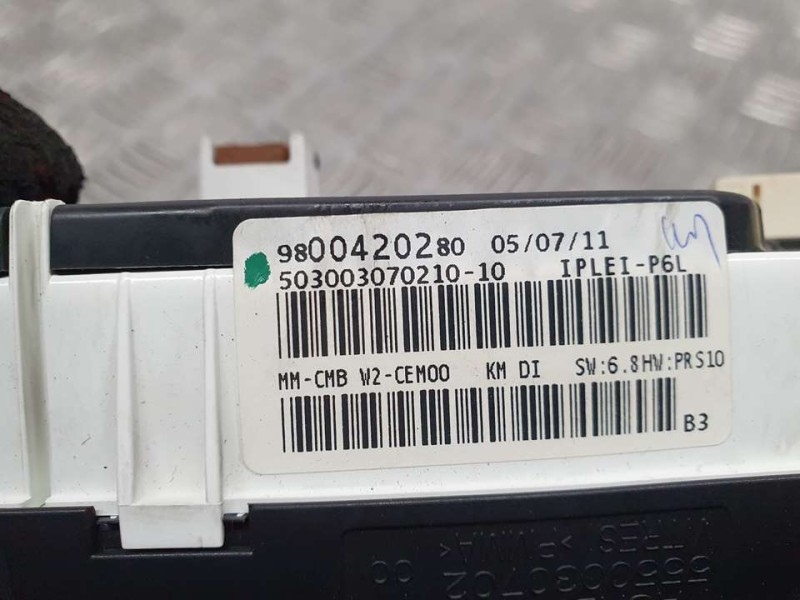 9800420280 05/07/11
503003070210-10 IPLEI-P6L
MM-CMB W2-CEM00 KM DI SW:6.8HW:PRS10
B3